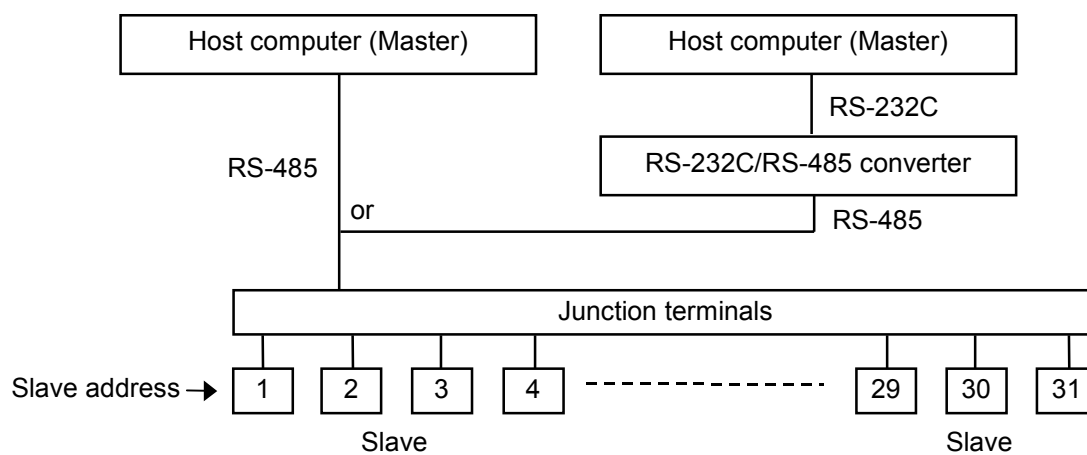 Host computer (Master)
Host computer (Master)
RS-232C
RS-485
RS-232C/RS-485 converter
or
RS-485
Junction terminals
Slave address
1 2 3 4 29 30 31
Slave
Slave